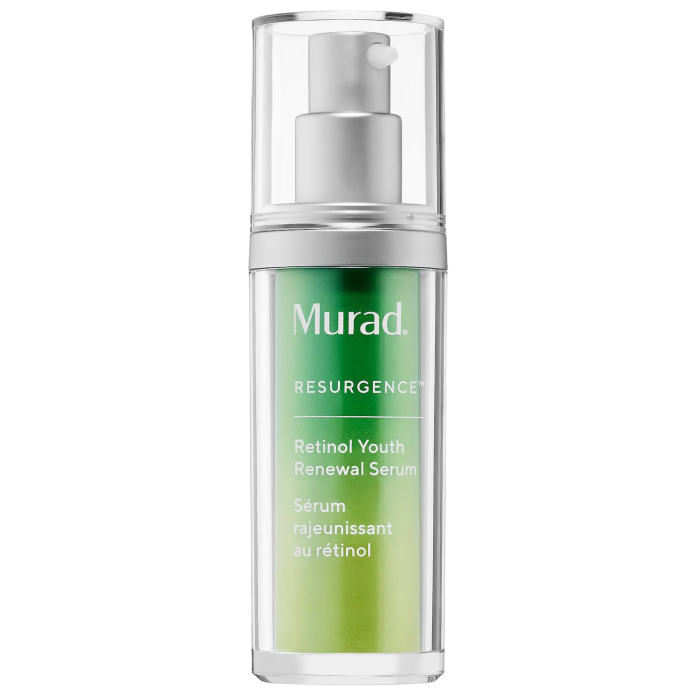 Murad.
RESURGENCE™
Retinol Youth
Renewal Serum
Sérum
rajeunissant
au rétinol